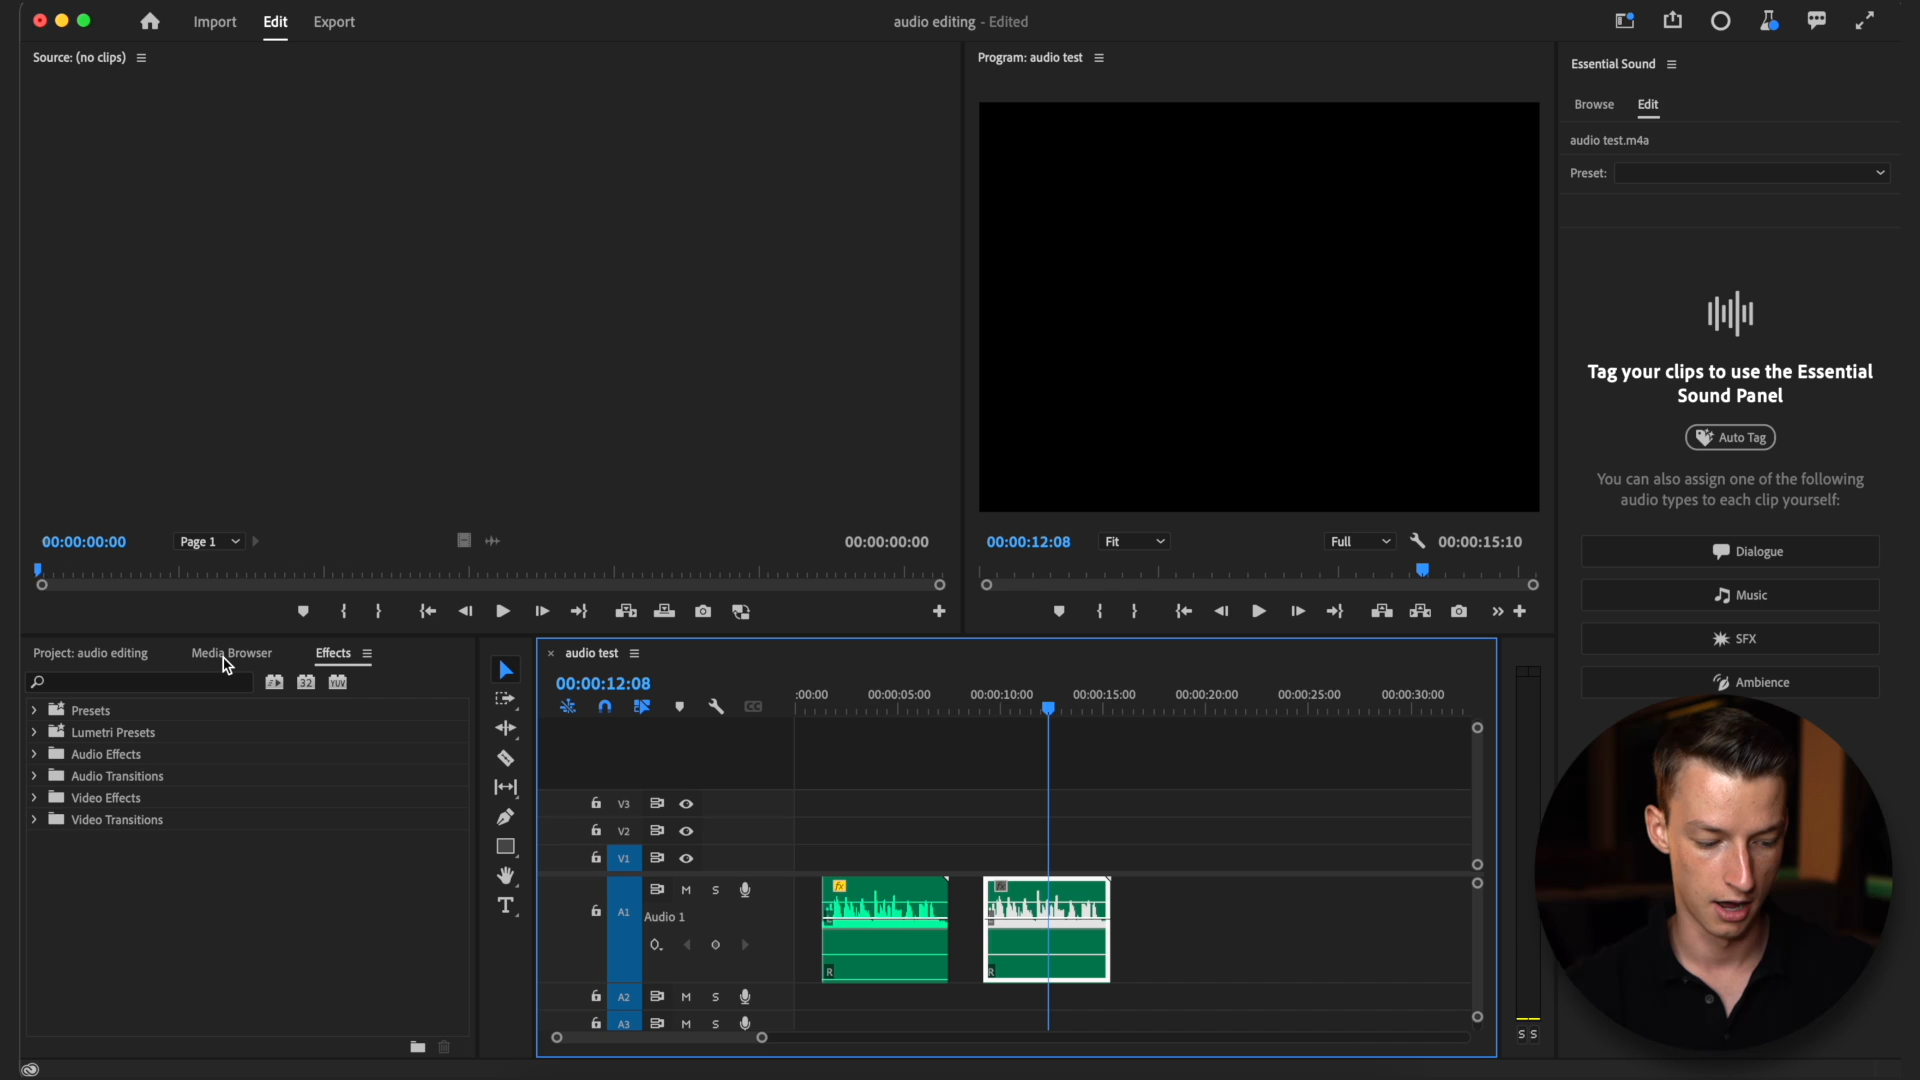 Import
Edit
Export
audio editing - Edited
Source: (no clips)
Program: audio test
Essential Sound
Browse
Edit
audio test.m4a
Preset:
Tag your clips to use the Essential
Sound Panel
Auto Tag
You can also assign one of the following
audio types to each clip yourself:
Dialogue
Music
SFX
Ambience
00:00:00:00
Page 1
00:00:00:00
00:00:12:08
Fit
Full
00:00:15:10
Project: audio editing
Media Browser
Effects
32
YUV
Presets
Lumetri Presets
Audio Effects
Audio Transitions
Video Effects
Video Transitions
× audio test
00:00:12:08
:00:00
00:00:05:00
00:00:10:00
00:00:15:00
00:00:20:00
00:00:25:00
00:00:30:00
CC
V3
V2
V1
A1
M S
Audio 1
fx
R
fx
R
A2
M S
A3
M S
S S